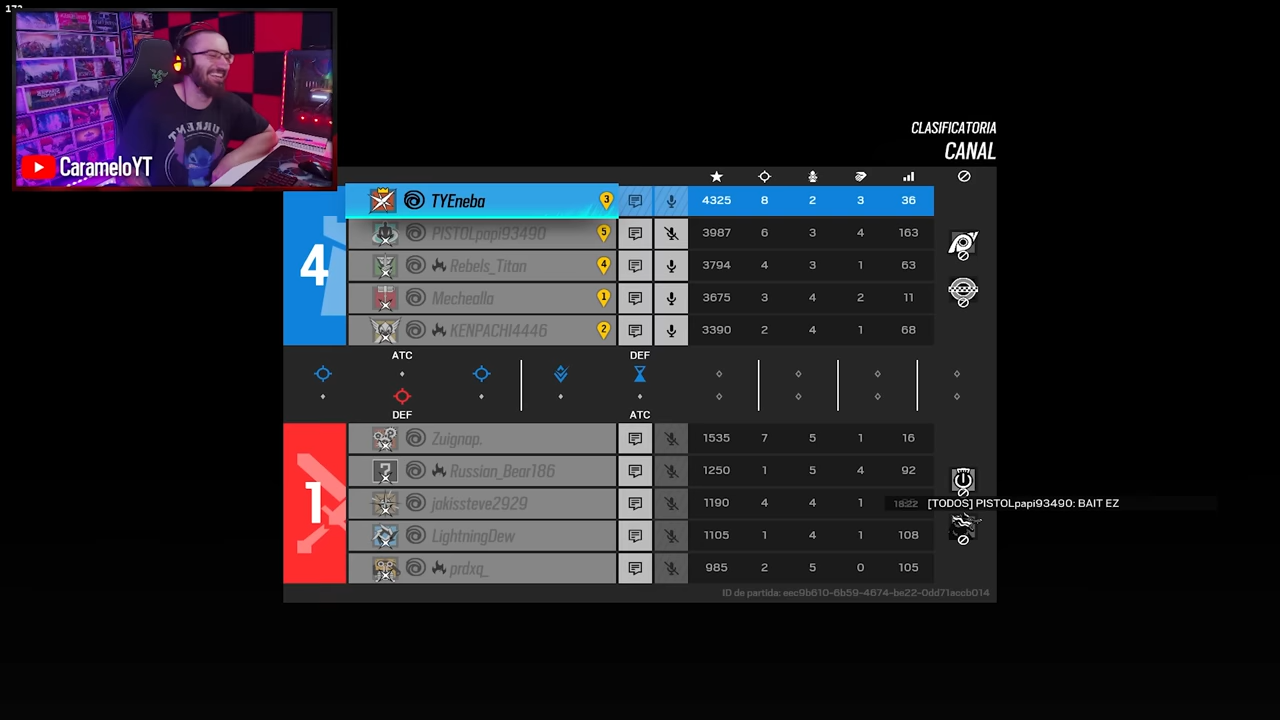 CarameloYT
CLASIFICATORIA
CANAL
4
TYEneba 3 4325 8 2 3 36
PISTOLpapi93490 5 3987 6 3 4 163
Rebels_Titan 4 3794 4 3 1 63
Mechealla 1 3675 3 4 2 11
KENPACHI4446 2 3390 2 4 1 68
ATC DEF
DEF ATC
1
Zuignap. 1535 7 5 1 16
Russian_Bear186 1250 1 5 4 92
jakissteve2929 1190 4 4 1
18:22 [TODOS] PISTOLpapi93490: BAIT EZ
LightningDew 1105 1 4 1 108
prdxq_ 985 2 5 0 105
ID de partida: eec9b610-6b59-4674-be22-0dd71accb014